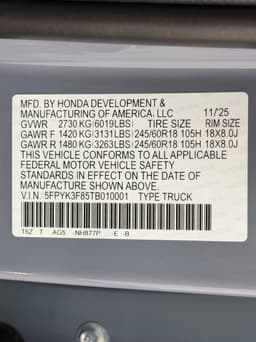 MFD. BY HONDA DEVELOPMENT &
MANUFACTURING OF AMERICA, LLC 11/'25
GVWR 2730 KG(6019LBS) TIRE SIZE RIM SIZE
GAWR F 1420 KG(3131LBS) 245/60R18 105H 18X8.0J
GAWR R 1480 KG(3263LBS) 245/60R18 105H 18X8.0J
THIS VEHICLE CONFORMS TO ALL APPLICABLE
FEDERAL MOTOR VEHICLE SAFETY
STANDARDS IN EFFECT ON THE DATE OF
MANUFACTURE SHOWN ABOVE.
V.I.N. 5FPYK3F85TB010001 TYPE TRUCK
T6Z T AG5 -NH877P E -B